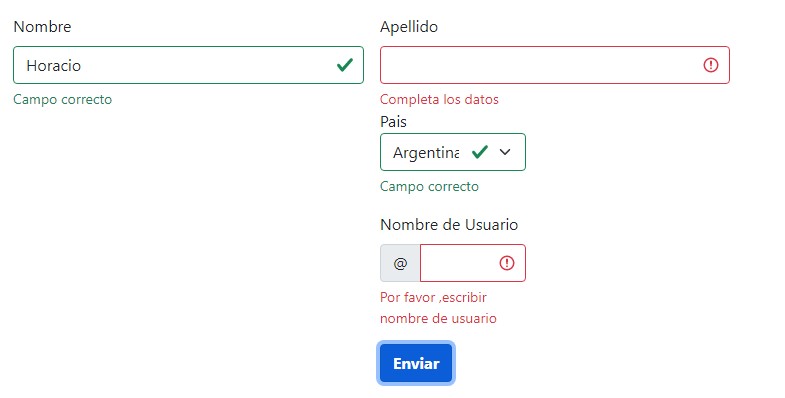 Nombre
Apellido
Horacio
Campo correcto
Completa los datos
Pais
Argentina
Campo correcto
Nombre de Usuario
@
Por favor ,escribir
nombre de usuario
Enviar